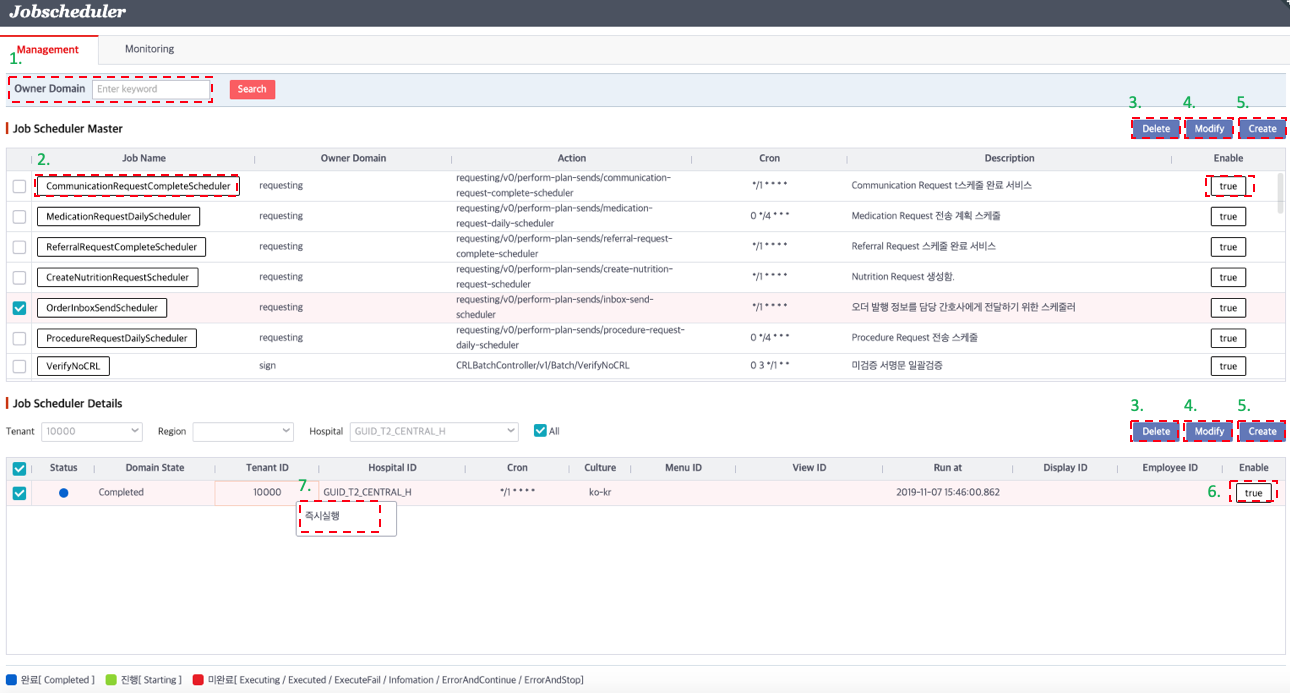 Jobscheduler
1.
Management
Monitoring
Owner Domain
Enter keyword
Search
Job Scheduler Master
3.
4.
5.
Delete
Modify
Create
2.
Job Name
Owner Domain
Action
Cron
Description
Enable
CommunicationRequestCompleteScheduler
requesting
requesting/v0/perform-plan-sends/communication-
request-complete-scheduler
*/1 * * * *
Communication Request t스케줄 완료 서비스
true
MedicationRequestDailyScheduler
requesting
requesting/v0/perform-plan-sends/medication-
request-daily-scheduler
0 */4 * * *
Medication Request 전송 계획 스케줄
true
ReferralRequestCompleteScheduler
requesting
requesting/v0/perform-plan-sends/referral-request-
complete-scheduler
*/1 * * * *
Referral Request 스케줄 완료 서비스
true
CreateNutritionRequestScheduler
requesting
requesting/v0/perform-plan-sends/create-nutrition-
request-scheduler
*/1 * * * *
Nutrition Request 생성함.
true
OrderInboxSendScheduler
requesting
requesting/v0/perform-plan-sends/inbox-send-
scheduler
*/1 * * * *
오더 발행 정보를 담당 간호사에게 전달하기 위한 스케줄러
true
ProcedureRequestDailyScheduler
requesting
requesting/v0/perform-plan-sends/procedure-request-
daily-scheduler
0 */4 * * *
Procedure Request 전송 스케줄
true
VerifyNoCRL
sign
CRLBatchController/v1/Batch/VerifyNoCRL
0 3 */1 * *
미검증 서명문 일괄검증
true
Job Scheduler Details
3.
4.
5.
Tenant
10000
Region
Hospital
GUID_T2_CENTRAL_H
All
Delete
Modify
Create
Status
Domain State
Tenant ID
Hospital ID
Cron
Culture
Menu ID
View ID
Run at
Display ID
Employee ID
Enable
Completed
10000
7.
GUID_T2_CENTRAL_H
*/1 * * * *
ko-kr
2019-11-07 15:46:00.862
6.
true
즉시실행
완료[ Completed ]
진행[ Starting ]
미완료[ Executing / Executed / ExecuteFail / Infomation / ErrorAndContinue / ErrorAndStop]